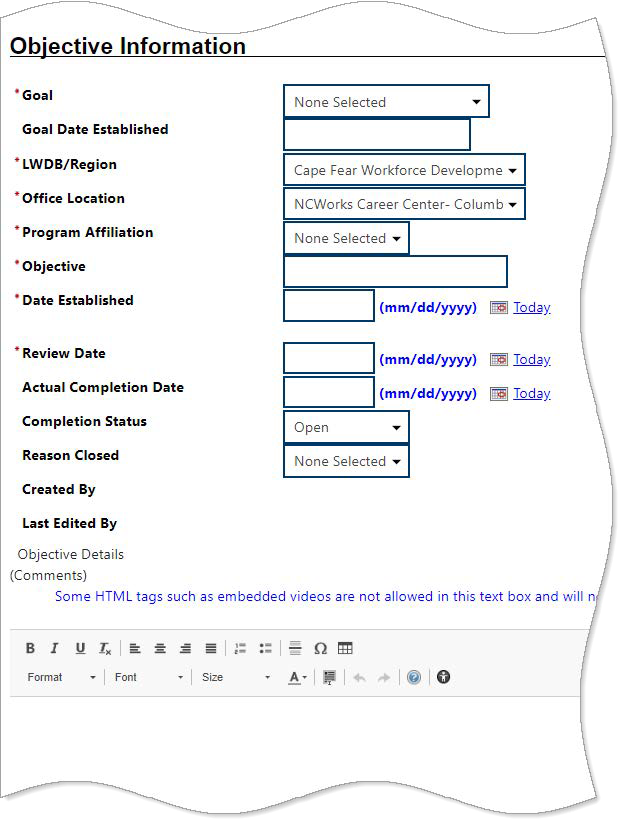 Objective Information
* Goal None Selected
Goal Date Established
* LWDB/Region Cape Fear Workforce Developme
* Office Location NCWorks Career Center- Columb
* Program Affiliation None Selected
* Objective
* Date Established (mm/dd/yyyy) Today
* Review Date (mm/dd/yyyy) Today
Actual Completion Date (mm/dd/yyyy) Today
Completion Status Open
Reason Closed None Selected
Created By
Last Edited By
Objective Details
(Comments)
Some HTML tags such as embedded videos are not allowed in this text box and will
B I U Tx Ω
Format Font Size A ?